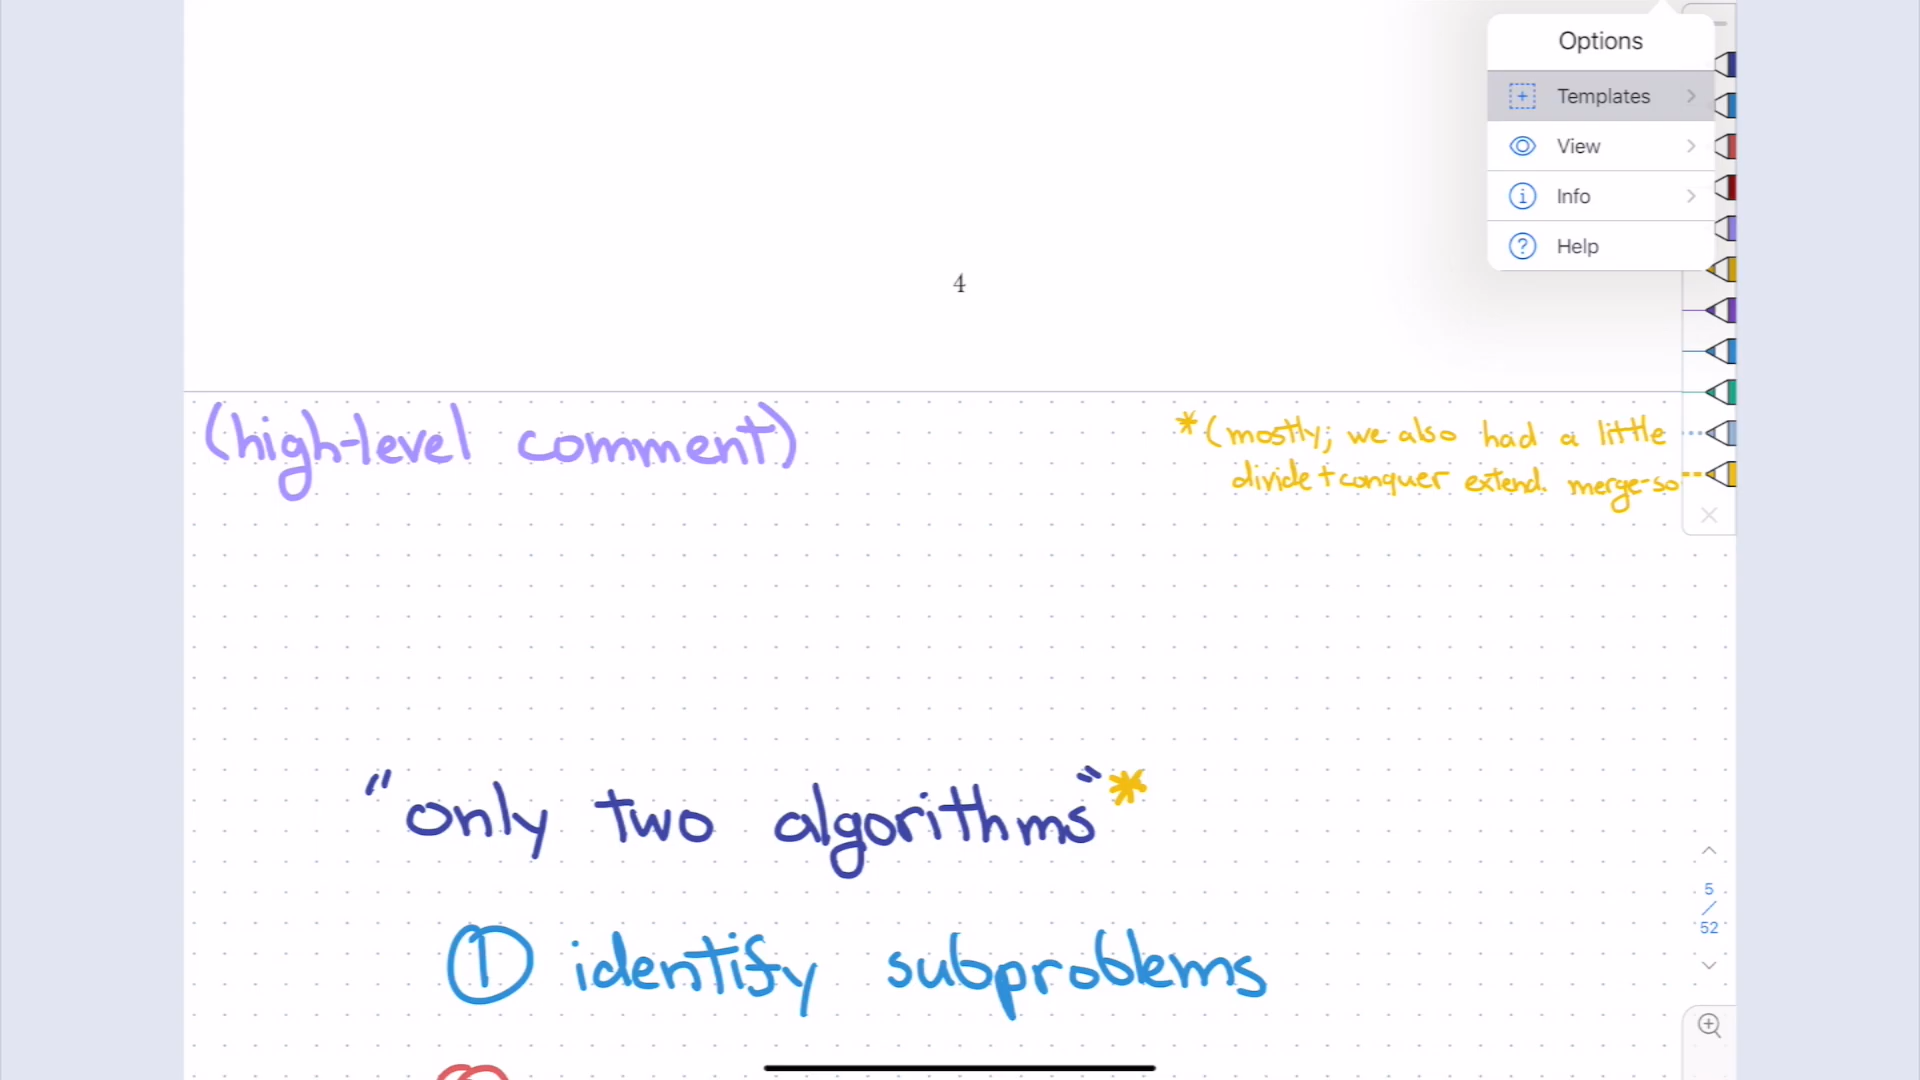 Options
Templates
View
Info
Help
4
(high-level comment)
*(mostly; we also had a little
divide + conquer extend. merge-so
"only two algorithms"*
① identify subproblems
5
/
52